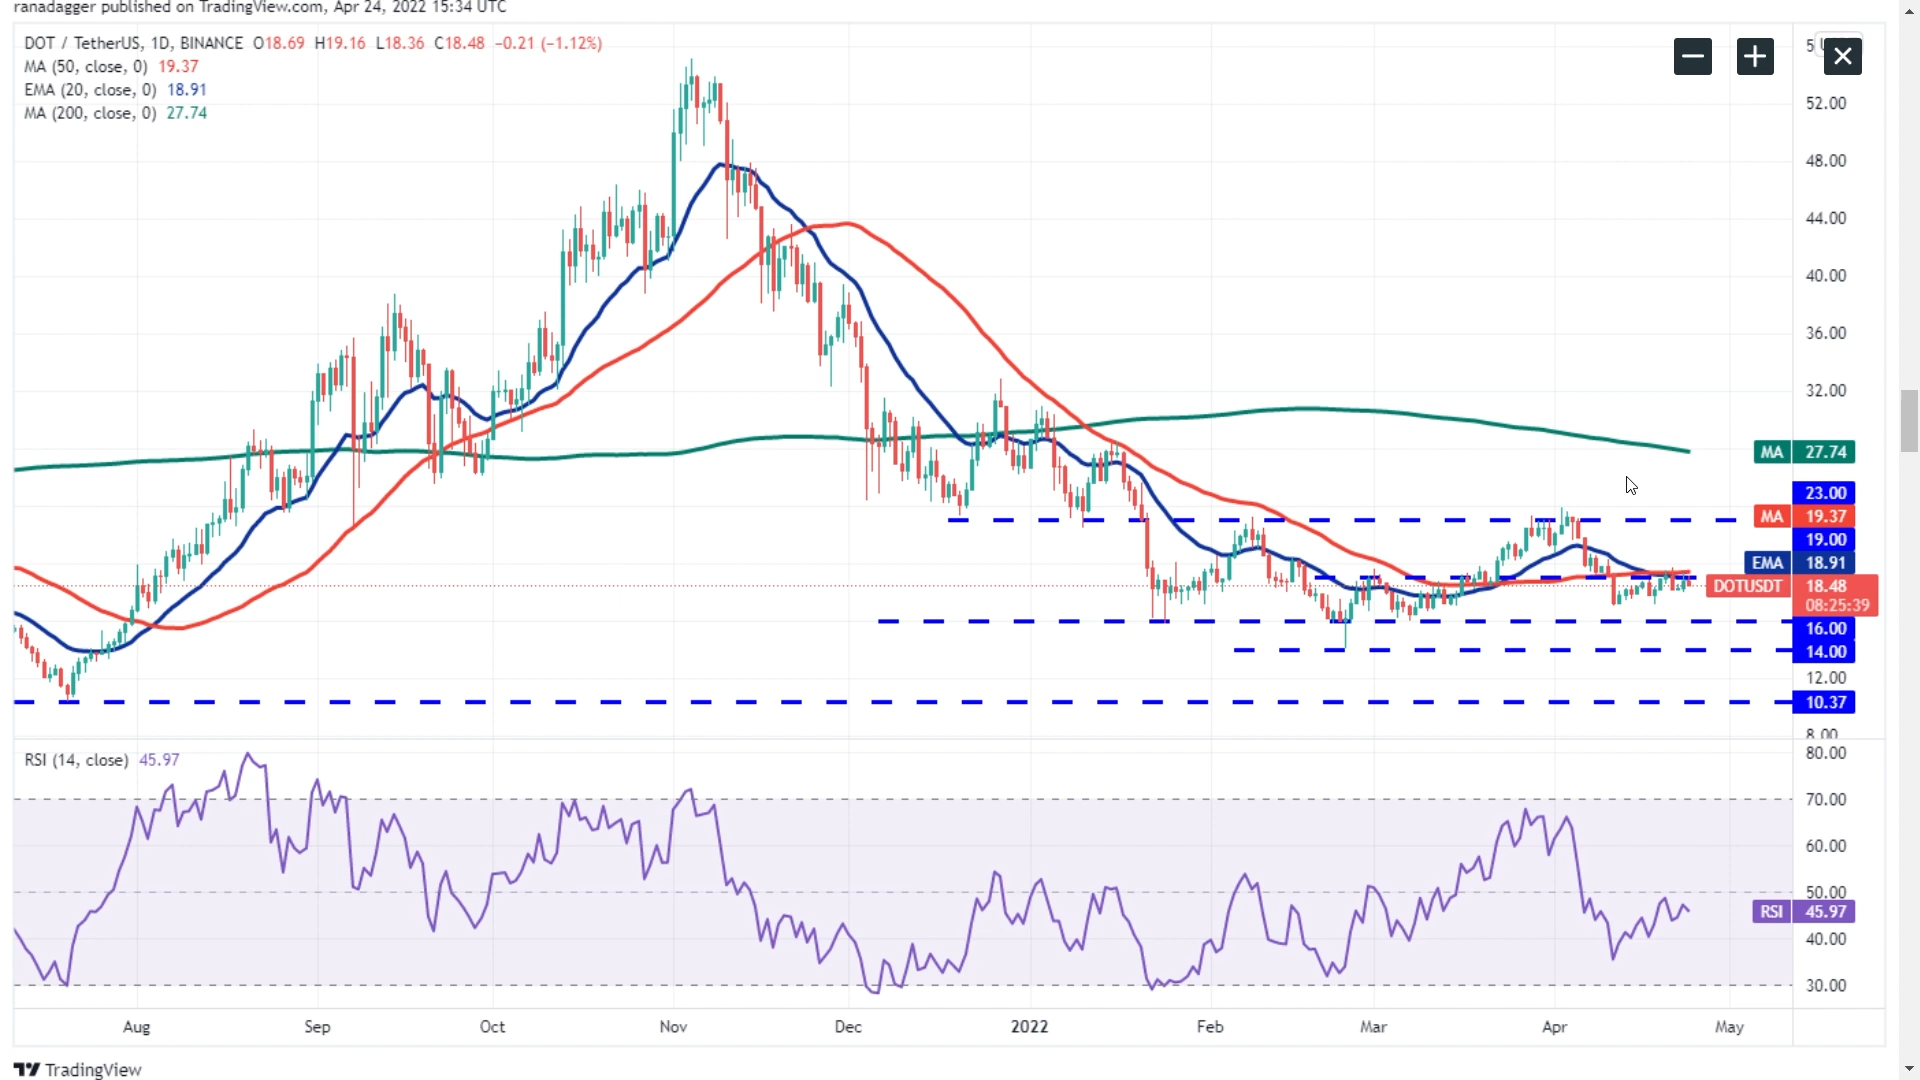 ranadagger published on TradingView.com, Apr 24, 2022 15:34 UTC
DOT / TetherUS, 1D, BINANCE O18.69 H19.16 L18.36 C18.48 −0.21 (−1.12%)
MA (50, close, 0) 19.37
EMA (20, close, 0) 18.91
MA (200, close, 0) 27.74
52.00
48.00
44.00
40.00
36.00
32.00
MA 27.74
23.00
MA 19.37
19.00
EMA 18.91
DOTUSDT 18.48
08:25:39
16.00
14.00
12.00
10.37
8.00
RSI (14, close) 45.97
80.00
70.00
60.00
50.00
RSI 45.97
40.00
30.00
Aug Sep Oct Nov Dec 2022 Feb Mar Apr May
TradingView